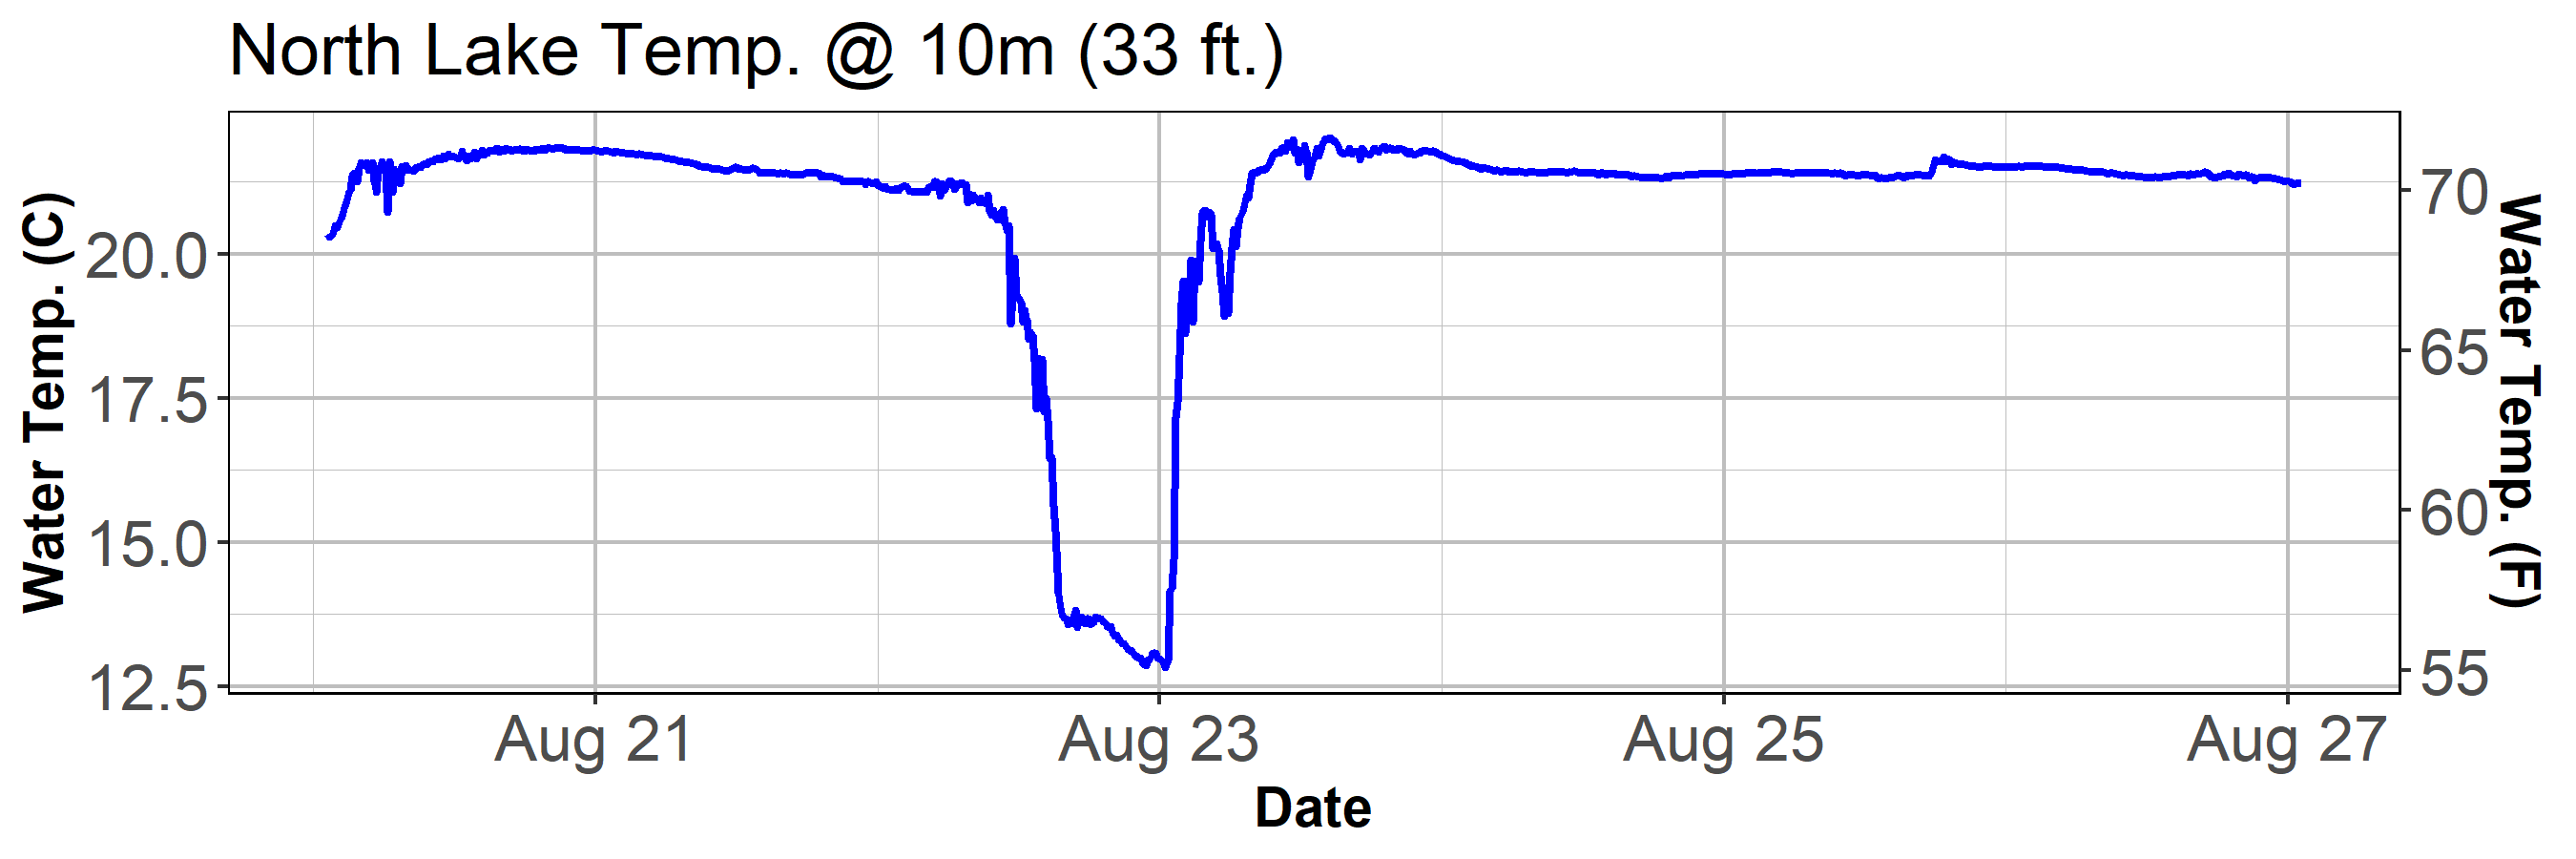 North Lake Temp. @ 10m (33 ft.)
Water Temp. (C)
20.0
17.5
15.0
12.5
70
65
60
55
Water Temp. (F)
Aug 21
Aug 23
Aug 25
Aug 27
Date